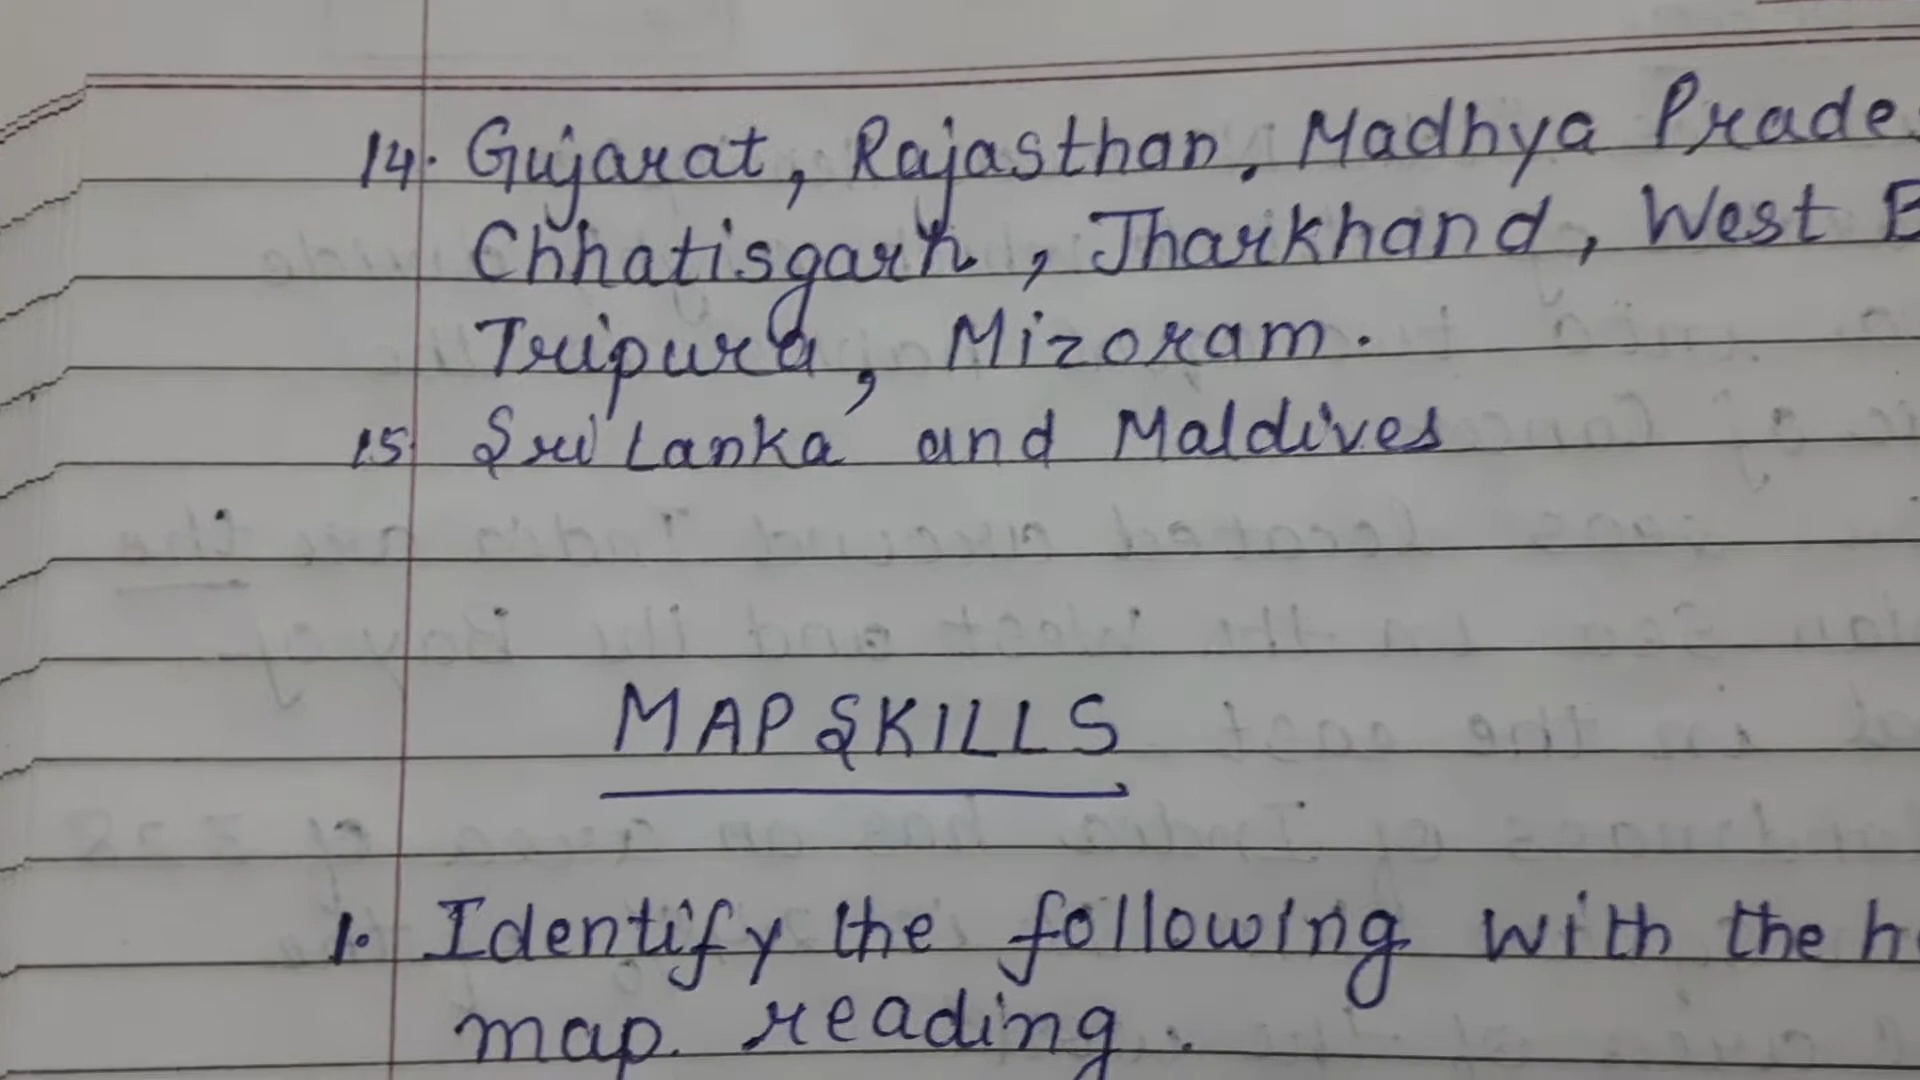 14. Gujarat, Rajasthan, Madhya Prade
Chhatisgarh, Jharkhand, West B
Tripura, Mizoram.
15 Sri Lanka and Maldives
MAP SKILLS
1. Identify the following with the h
map reading.